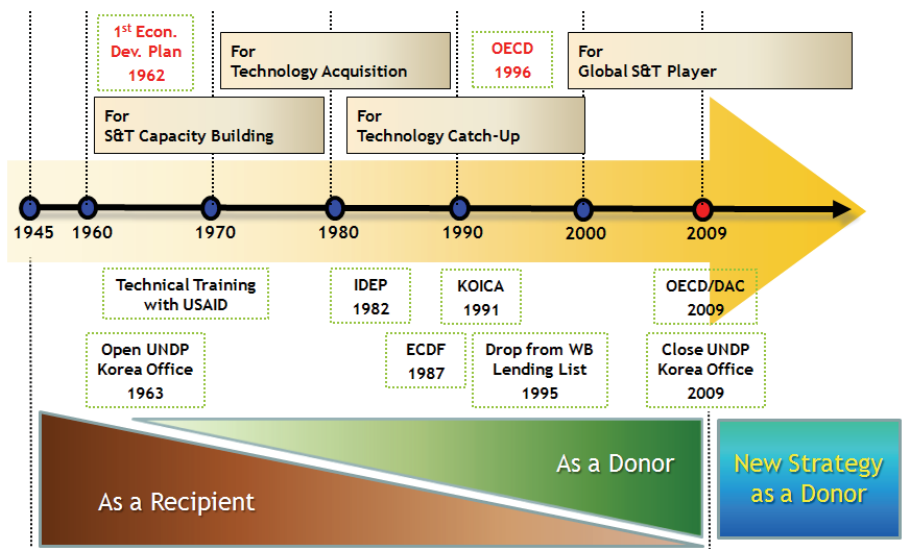 1st Econ.
Dev. Plan
1962
For
Technology Acquisition
OECD
1996
For
Global S&T Player
For
S&T Capacity Building
For
Technology Catch-Up
1945
1960
1970
1980
1990
2000
2009
Technical Training
with USAID
IDEP
1982
KOICA
1991
OECD/DAC
2009
Open UNDP
Korea Office
1963
ECDF
1987
Drop from WB
Lending List
1995
Close UNDP
Korea Office
2009
As a Recipient
As a Donor
New Strategy
as a Donor